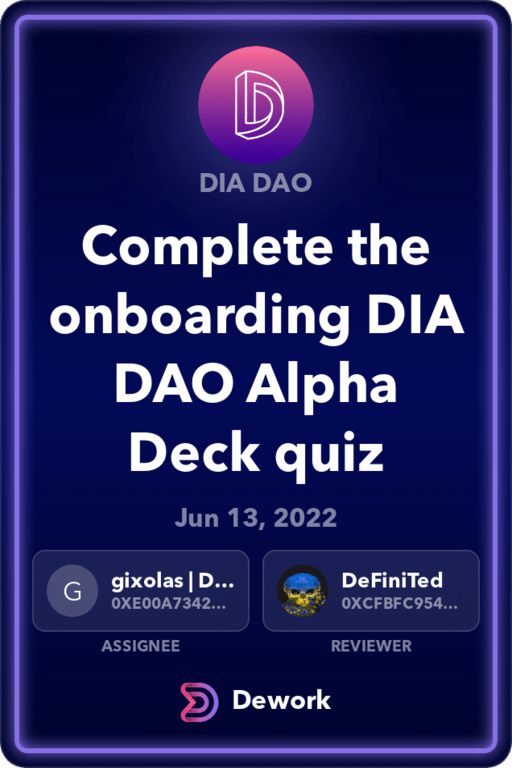 DIA DAO
Complete the
onboarding DIA
DAO Alpha
Deck quiz
Jun 13, 2022
G
gixolas | D...
0XE00A7342...
ASSIGNEE
DeFiniTed
0XCFBFC954...
REVIEWER
Dework